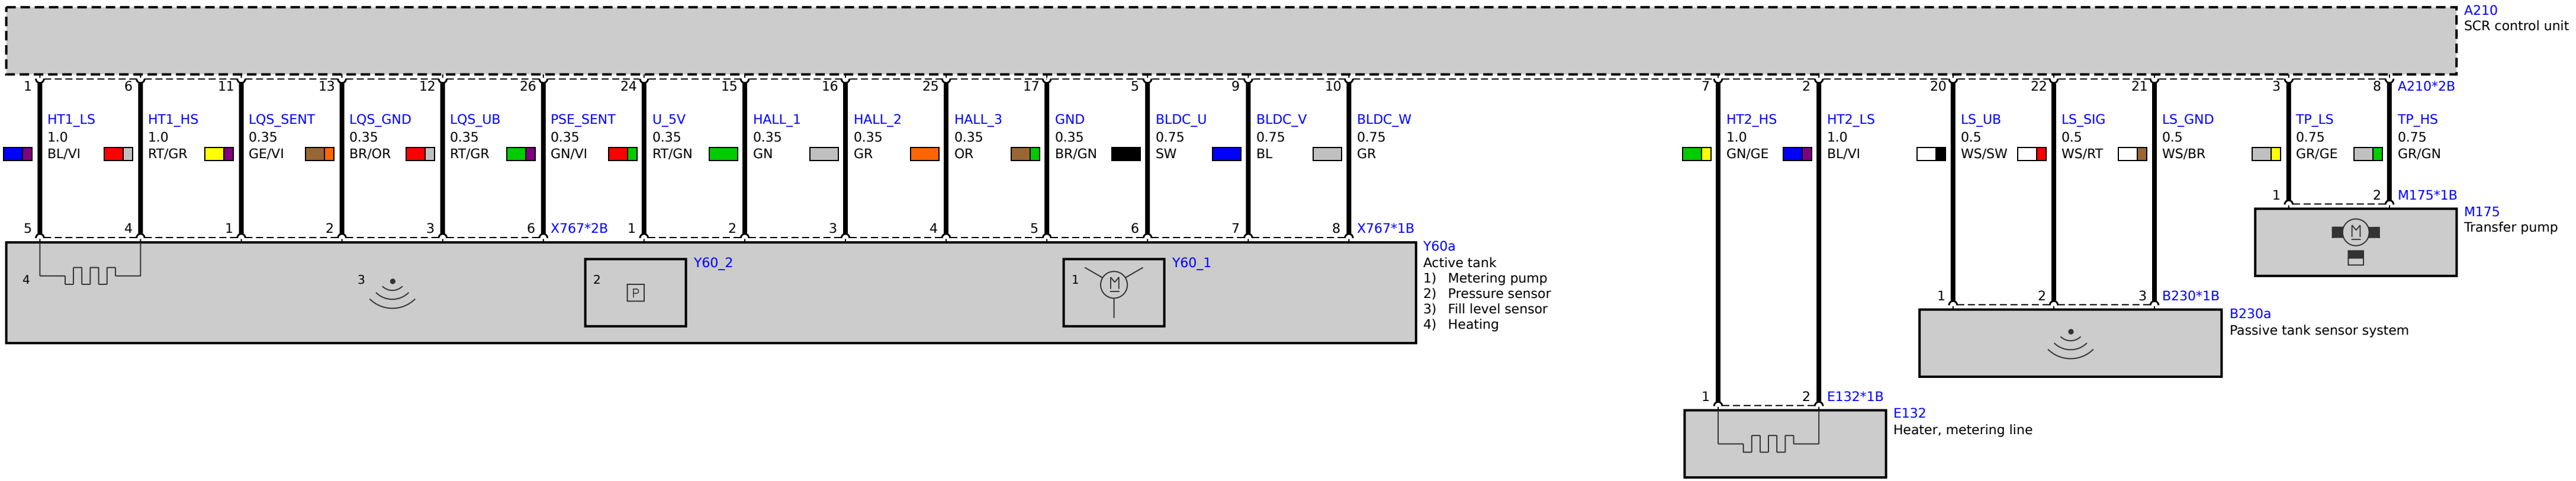 A210
SCR control unit
1 6 11 13 12 26 24 15 16 25 17 5 9 10 7 2 20 22 21 3 8 A210*2B
HT1_LS HT1_HS LQS_SENT LQS_GND LQS_UB PSE_SENT U_5V HALL_1 HALL_2 HALL_3 GND BLDC_U BLDC_V BLDC_W HT2_HS HT2_LS LS_UB LS_SIG LS_GND TP_LS TP_HS
1.0 1.0 0.35 0.35 0.35 0.35 0.35 0.35 0.35 0.35 0.35 0.75 0.75 0.75 1.0 1.0 0.5 0.5 0.5 0.75 0.75
BL/VI RT/GR GE/VI BR/OR RT/GR GN/VI RT/GN GN GR OR BR/GN SW BL GR GN/GE BL/VI WS/SW WS/RT WS/BR GR/GE GR/GN
1 2 M175*1B
M175
Transfer pump
M
5 4 1 2 3 6 X767*2B 1 2 3 4 5 6 7 8 X767*1B
Y60a
Active tank
1) Metering pump
2) Pressure sensor
3) Fill level sensor
4) Heating
4 3 2 P Y60_2 1 M Y60_1
1 2 3 B230*1B
B230a
Passive tank sensor system
1 2 E132*1B
E132
Heater, metering line